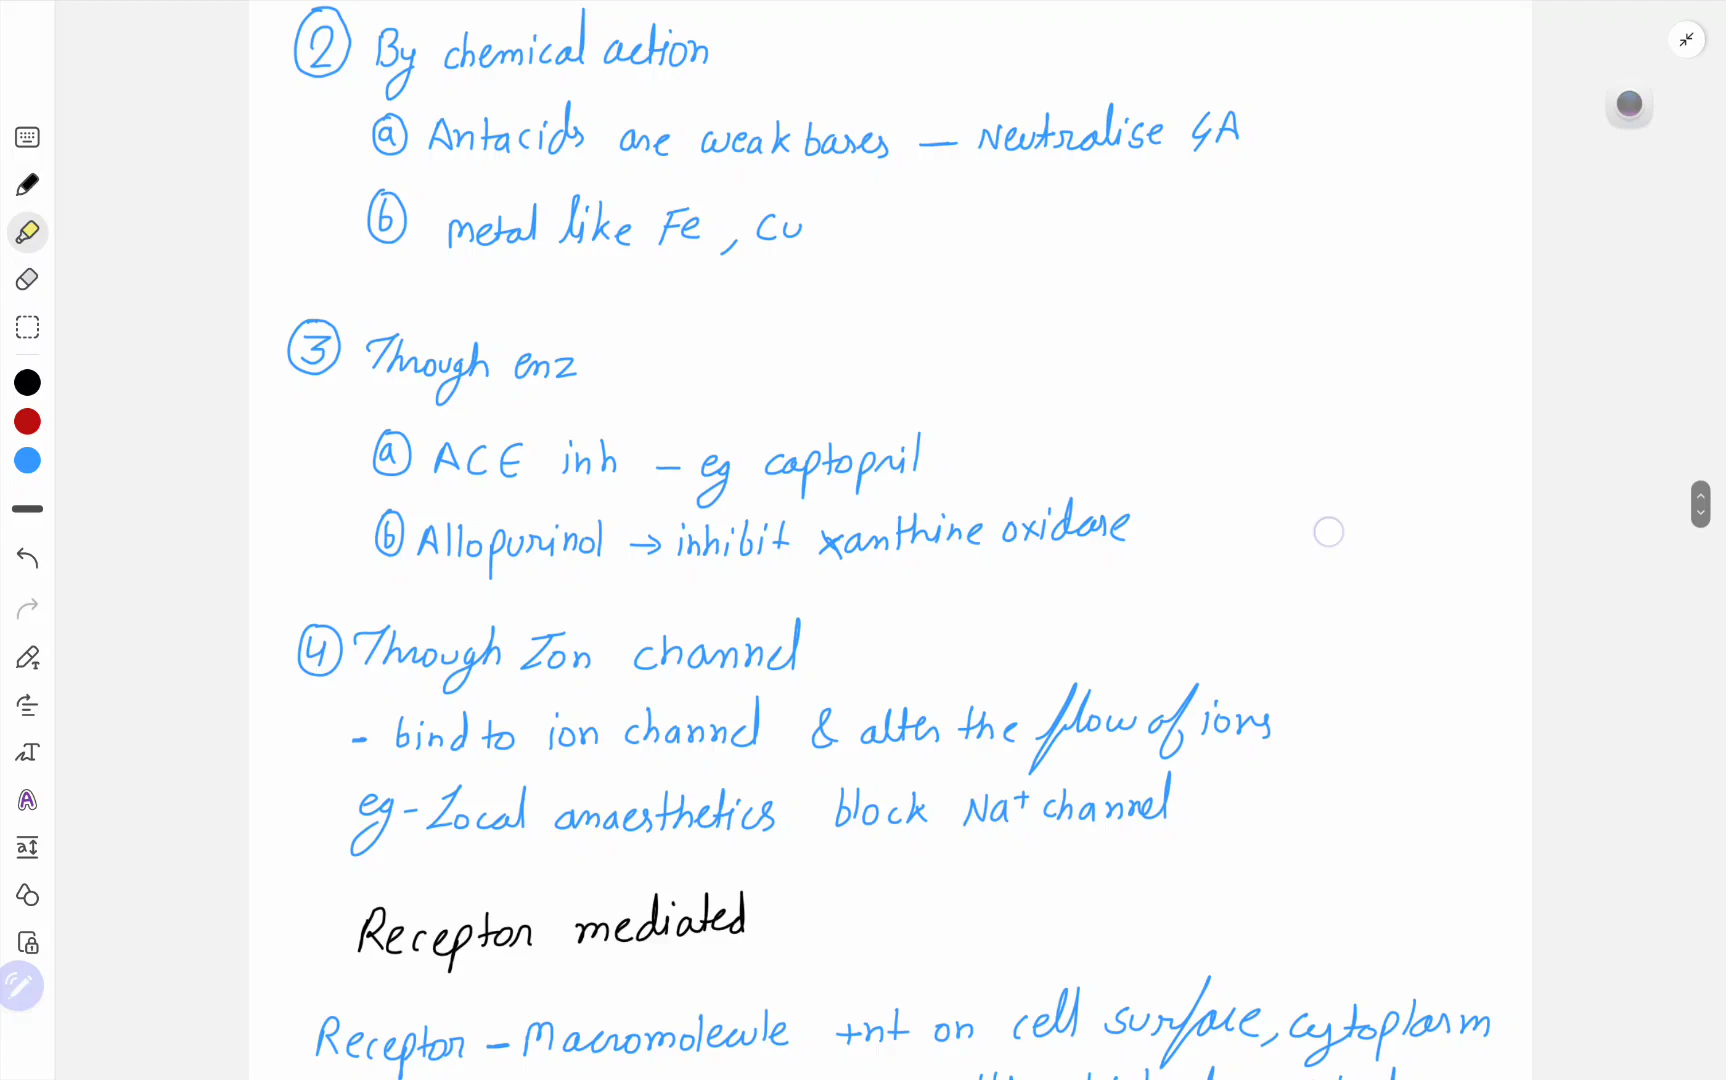 ② By chemical action
ⓐ Antacids are weak bases — Neutralise GA
ⓑ metal like Fe, Cu
③ Through enz
ⓐ ACE inh – eg captopril
ⓑ Allopurinol → inhibit xanthine oxidase
④ Through Ion channel
- bind to ion channel & alter the flow of ions
eg - Local anaesthetics block Na⁺ channel
Receptor mediated
Receptor – Macromolecule +nt on cell surface, cytoplasm